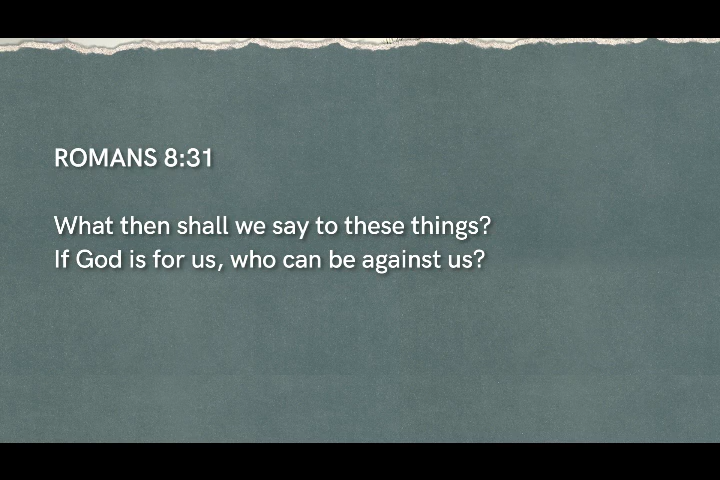 ROMANS 8:31
What then shall we say to these things?
If God is for us, who can be against us?